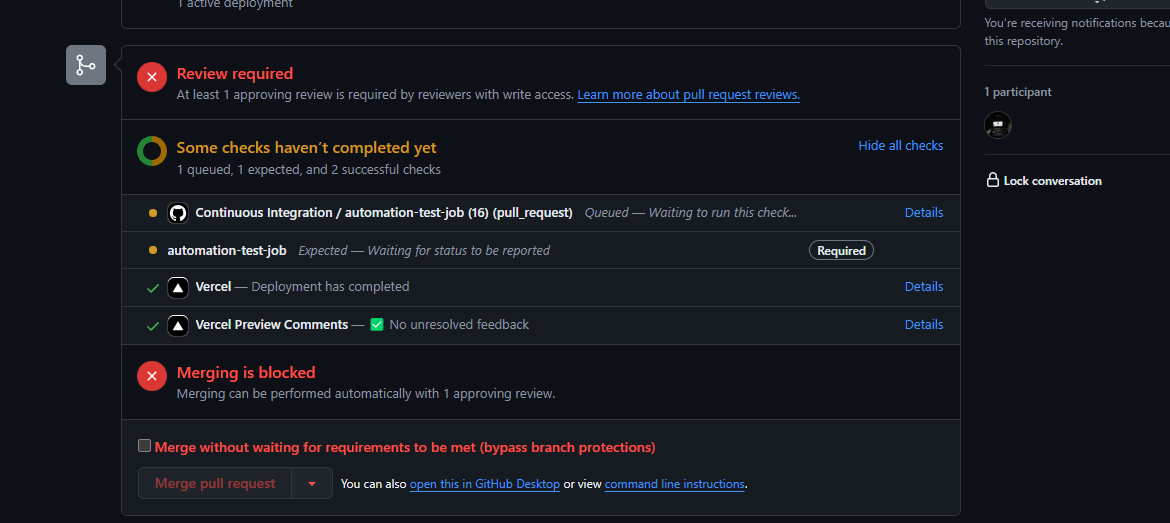 1 active deployment
Review required
At least 1 approving review is required by reviewers with write access. Learn more about pull request reviews.
Some checks haven't completed yet
Hide all checks
1 queued, 1 expected, and 2 successful checks
Continuous Integration / automation-test-job (16) (pull_request) Queued — Waiting to run this check...
Details
automation-test-job Expected — Waiting for status to be reported
Required
Vercel — Deployment has completed
Details
Vercel Preview Comments — ✅ No unresolved feedback
Details
Merging is blocked
Merging can be performed automatically with 1 approving review.
Merge without waiting for requirements to be met (bypass branch protections)
Merge pull request
You can also open this in GitHub Desktop or view command line instructions.
You're receiving notifications becau
this repository.
1 participant
Lock conversation